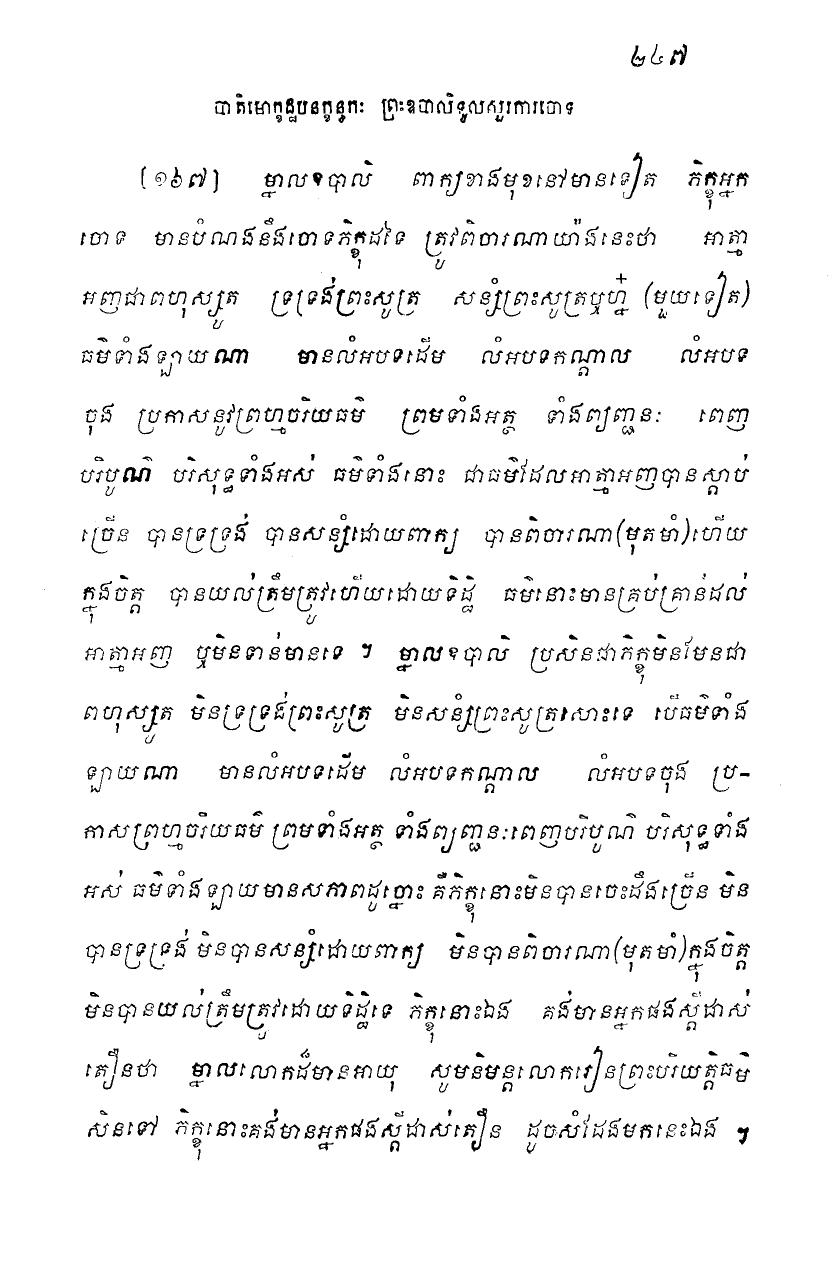 ២៤៧
បាតិមោក្ខដ្ឋបនក្ខន្ធកៈ ព្រះឧបាលិទូលសួរការចោទ
[១៦៧] ម្នាលឧបាលិ ពាក្យខាងមុខនៅមានទៀត ភិក្ខុអ្នក
ចោទ មានបំណងនឹងចោទភិក្ខុដទៃ ត្រូវពិចារណាយ៉ាងនេះថា អាត្មា
អញជាពហុស្សូត ទ្រទ្រង់ព្រះសូត្រ សន្សំព្រះសូត្រឬហ្ន៎ (មួយទៀត)
ធម៌ទាំងឡាយណា មានលំអបទដើម លំអបទកណ្តាល លំអបទ
ចុង ប្រកាសនូវព្រហ្មចរិយធម៌ ព្រមទាំងអត្ថ ទាំងព្យញ្ជនៈ ពេញ
បរិបូណ៌ បរិសុទ្ធទាំងអស់ ធម៌ទាំងនោះ ជាធម៌ដែលអាត្មាអញបានស្តាប់
ច្រើន បានទ្រទ្រង់ បានសន្សំដោយពាក្យ បានពិចារណា(មុតមាំ)ហើយ
ក្នុងចិត្ត បានយល់ត្រឹមត្រូវហើយដោយទិដ្ឋិ ធម៌នោះមានគ្រប់គ្រាន់ដល់
អាត្មាអញ ឬមិនទាន់មានទេ ។ ម្នាលឧបាលិ ប្រសិនជាភិក្ខុមិនមែនជា
ពហុស្សូត មិនទ្រទ្រង់ព្រះសូត្រ មិនសន្សំព្រះសូត្រសោះទេ បើធម៌ទាំង
ឡាយណា មានលំអបទដើម លំអបទកណ្តាល លំអបទចុង ប្រ-
កាសព្រហ្មចរិយធម៌ ព្រមទាំងអត្ថ ទាំងព្យញ្ជនៈពេញបរិបូណ៌ បរិសុទ្ធទាំង
អស់ ធម៌ទាំងឡាយមានសភាពដូច្នោះ គឺភិក្ខុនោះមិនបានចេះដឹងច្រើន មិន
បានទ្រទ្រង់ មិនបានសន្សំដោយពាក្យ មិនបានពិចារណា(មុតមាំ)ក្នុងចិត្ត
មិនបានយល់ត្រឹមត្រូវដោយទិដ្ឋិទេ ភិក្ខុនោះឯង គង់មានអ្នកផងស្តីដាស់
តឿនថា ម្នាលលោកដ៏មានអាយុ សូមនិមន្តលោករៀនព្រះបរិយត្តិធម៌
សិនទៅ ភិក្ខុនោះគង់មានអ្នកផងស្តីដាស់តឿន ដូចសំដែងមកនេះឯង ។